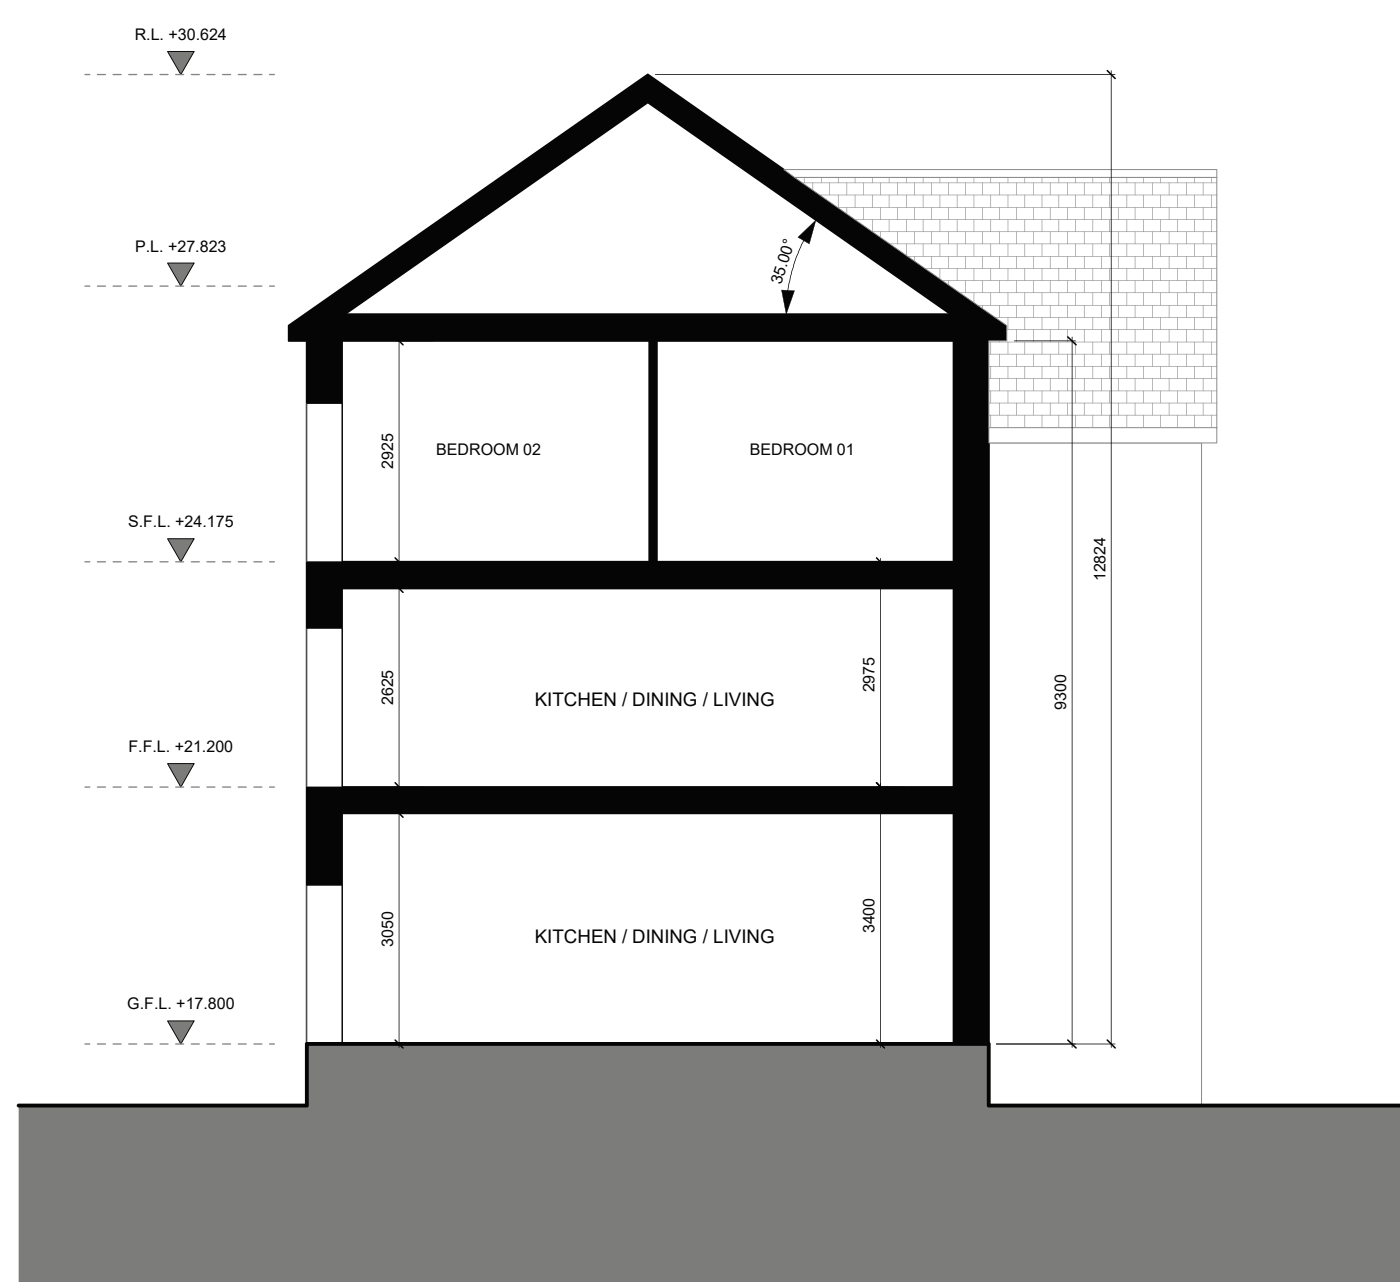 R.L. +30.624
P.L. +27.823
35.00°
2925
BEDROOM 02
BEDROOM 01
S.F.L. +24.175
12824
2625
KITCHEN / DINING / LIVING
2975
9300
F.F.L. +21.200
3050
KITCHEN / DINING / LIVING
3400
G.F.L. +17.800